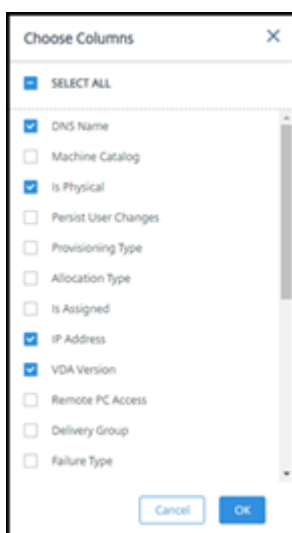 Choose Columns
SELECT ALL
DNS Name
Machine Catalog
Is Physical
Persist User Changes
Provisioning Type
Allocation Type
Is Assigned
IP Address
VDA Version
Remote PC Access
Delivery Group
Failure Type
Cancel
OK